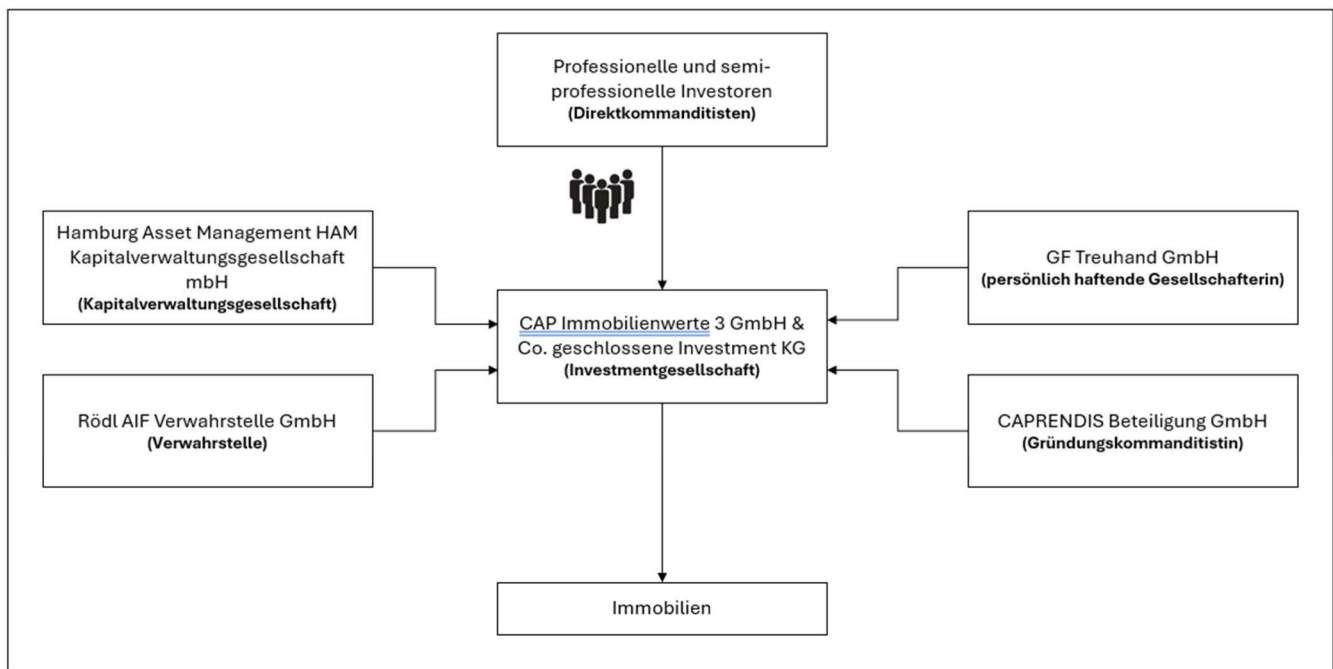 Professionelle und semi-
professionelle Investoren
(Direktkommanditisten)
Hamburg Asset Management HAM
Kapitalverwaltungsgesellschaft
mbH
(Kapitalverwaltungsgesellschaft)
GF Treuhand GmbH
(persönlich haftende Gesellschafterin)
CAP Immobilienwerte 3 GmbH &
Co. geschlossene Investment KG
(Investmentgesellschaft)
Rödl AIF Verwahrstelle GmbH
(Verwahrstelle)
CAPRENDIS Beteiligung GmbH
(Gründungskommanditistin)
Immobilien